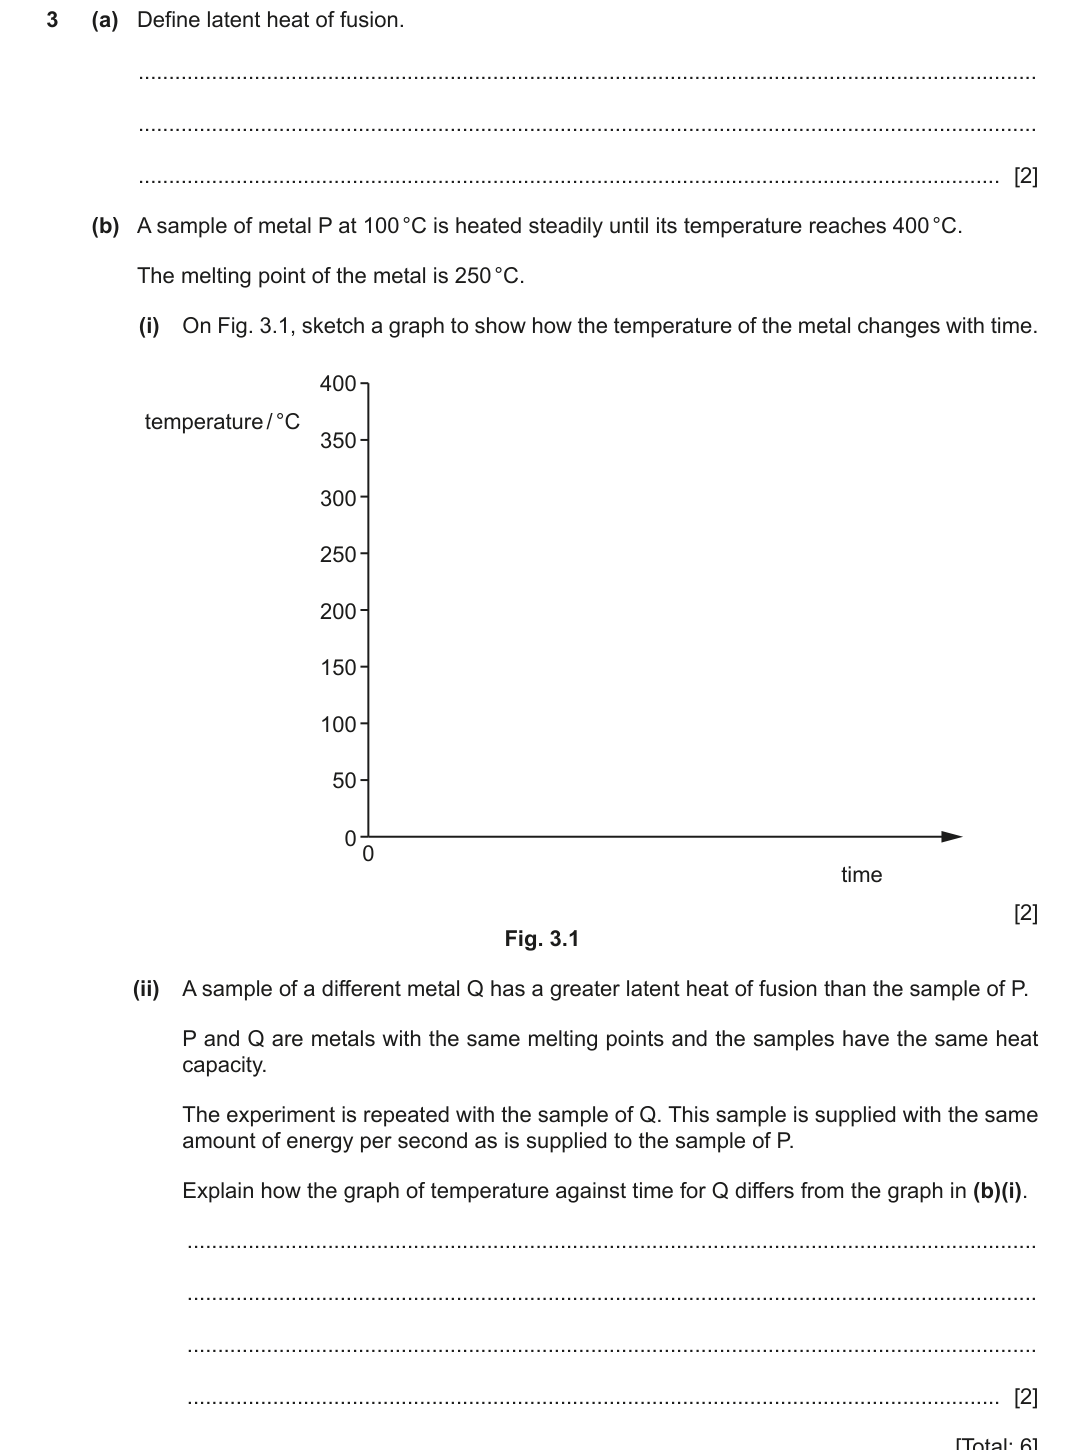 3 (a) Define latent heat of fusion.
...................................................................................................................................................
...................................................................................................................................................
............................................................................................................................................. [2]
(b) A sample of metal P at 100 °C is heated steadily until its temperature reaches 400 °C.
The melting point of the metal is 250 °C.
(i) On Fig. 3.1, sketch a graph to show how the temperature of the metal changes with time.
400
temperature / °C
350
300
250
200
150
100
50
0
0
time
[2]
Fig. 3.1
(ii) A sample of a different metal Q has a greater latent heat of fusion than the sample of P.
P and Q are metals with the same melting points and the samples have the same heat
capacity.
The experiment is repeated with the sample of Q. This sample is supplied with the same
amount of energy per second as is supplied to the sample of P.
Explain how the graph of temperature against time for Q differs from the graph in (b)(i).
...........................................................................................................................................
...........................................................................................................................................
...........................................................................................................................................
..................................................................................................................................... [2]
[Total: 6]